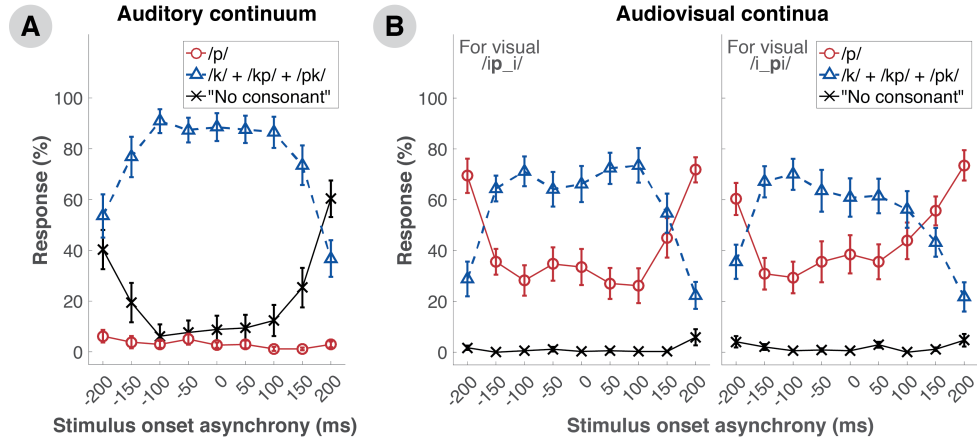 A
Auditory continuum
/p/
/k/ + /kp/ + /pk/
"No consonant"
Response (%)
100
80
60
40
20
0
-200 -150 -100 -50 0 50 100 150 200
Stimulus onset asynchrony (ms)
B
Audiovisual continua
For visual
/ip_i/
Response (%)
100
80
60
40
20
0
-200 -150 -100 -50 0 50 100 150 200
For visual
/i_pi/
/p/
/k/ + /kp/ + /pk/
"No consonant"
-200 -150 -100 -50 0 50 100 150 200
Stimulus onset asynchrony (ms)